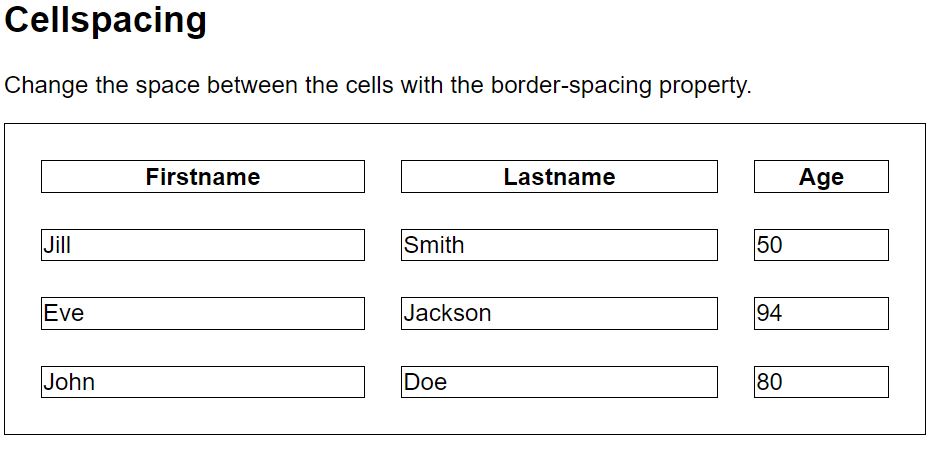 Cellspacing
Change the space between the cells with the border-spacing property.
Firstname Lastname Age
Jill Smith 50
Eve Jackson 94
John Doe 80